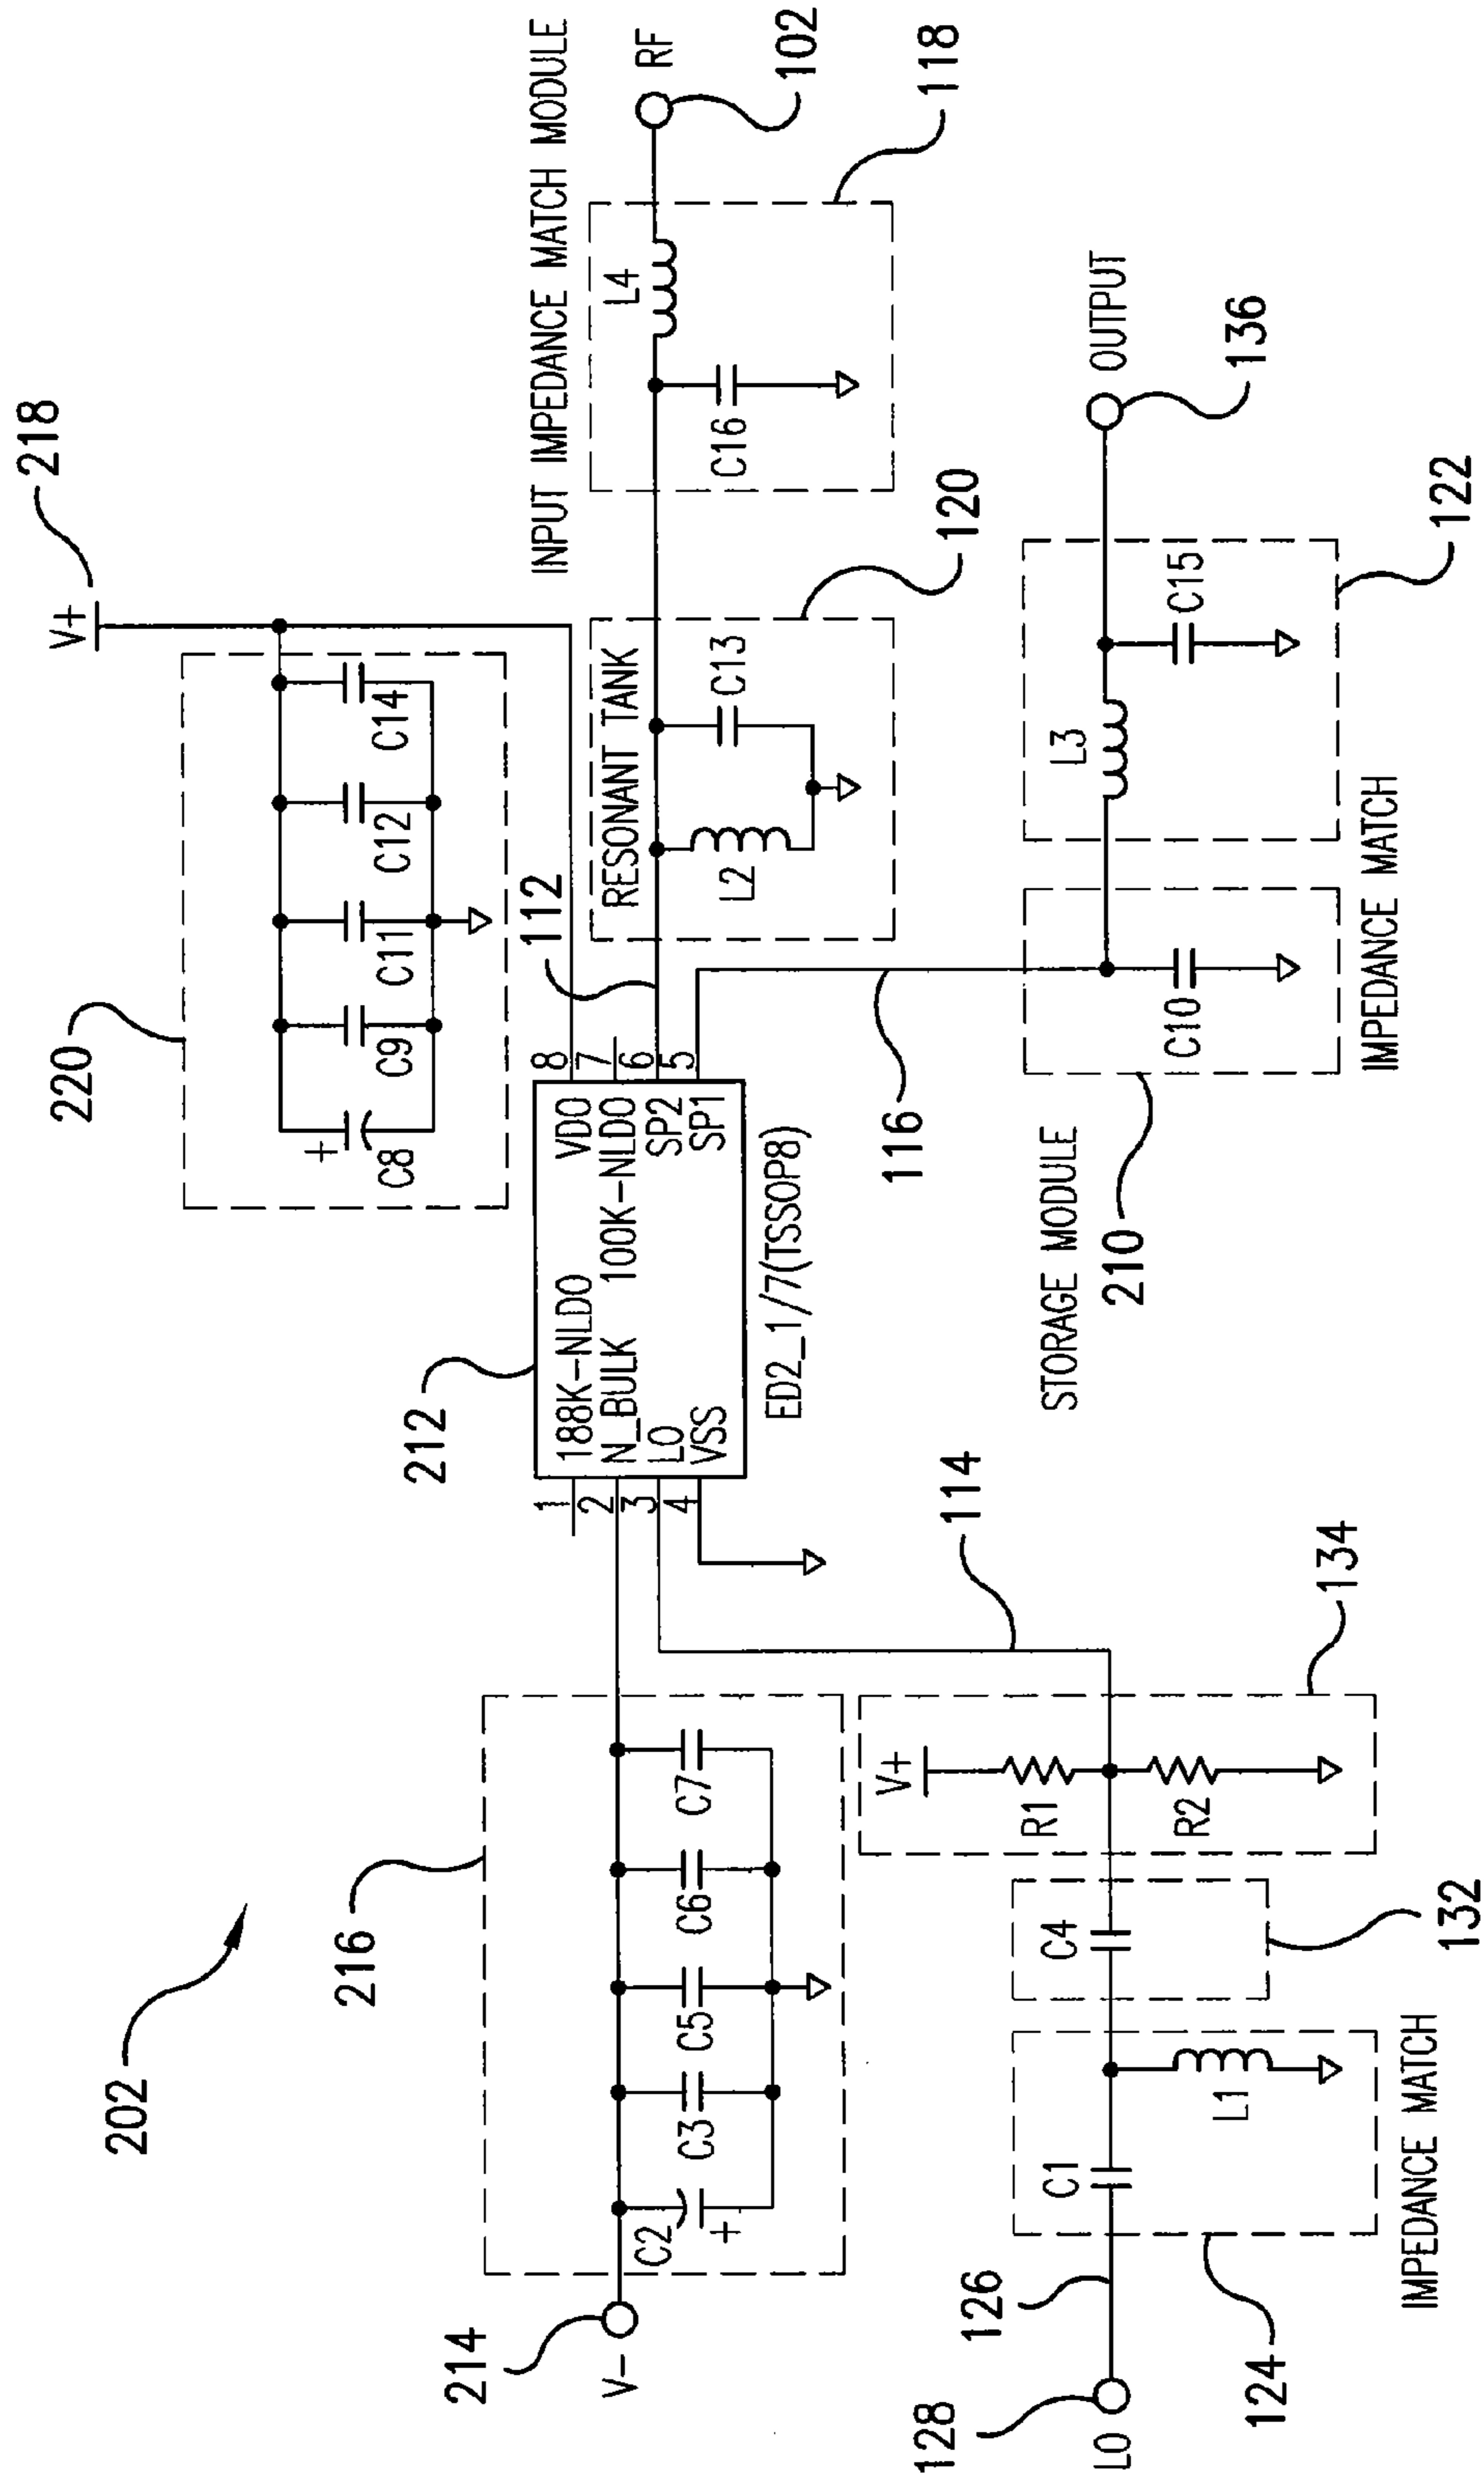 202
218
V+
220
C8
+
C9
C11
C12
C14
INPUT IMPEDANCE MATCH MODULE
RF
102
L4
C16
118
RESONANT TANK
L2
C13
120
112
212
1
2
3
4
188K-NLDO
N_BULK
LO
VSS
VDO
100K-NLDO
SP2
SP1
8
7
6
5
ED2_1/7(TSSOP8)
216
214
V-
C2
+
C3
C5
C6
C7
116
114
STORAGE MODULE
210
C10
IMPEDANCE MATCH
L3
C15
122
OUTPUT
136
134
V+
R1
R2
C4
132
C1
L1
IMPEDANCE MATCH
124
126
128
LO